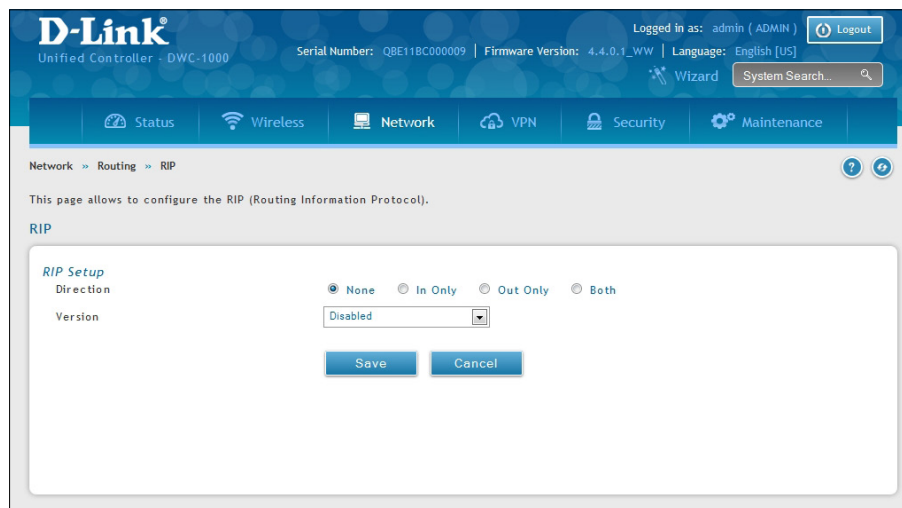 D-Link®
Unified Controller - DWC-1000
Logged in as: admin ( ADMIN ) Logout
Serial Number: QBE11BC000009 | Firmware Version: 4.4.0.1_WW | Language: English [US]
Wizard System Search...
Status Wireless Network VPN Security Maintenance
Network » Routing » RIP
?
This page allows to configure the RIP (Routing Information Protocol).
RIP
RIP Setup
Direction None In Only Out Only Both
Version Disabled
Save Cancel